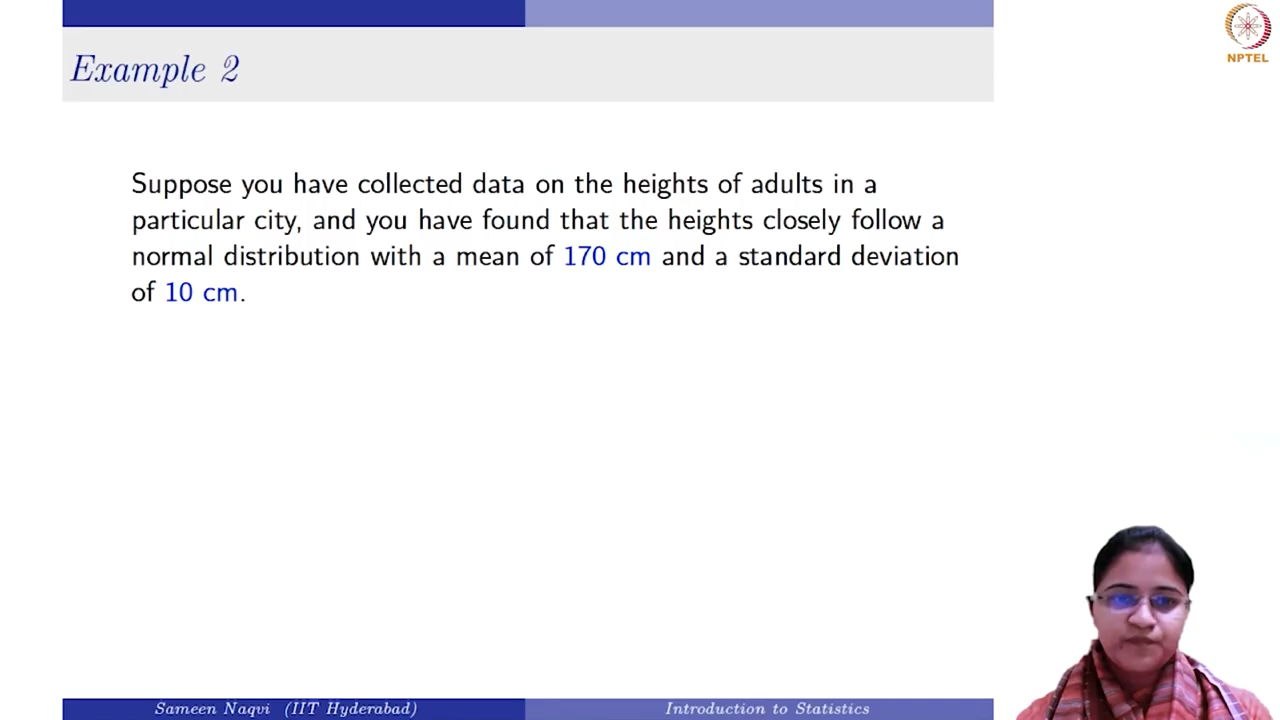 NPTEL
Example 2
Suppose you have collected data on the heights of adults in a
particular city, and you have found that the heights closely follow a
normal distribution with a mean of 170 cm and a standard deviation
of 10 cm.
Sameen Naqvi (IIT Hyderabad)
Introduction to Statistics